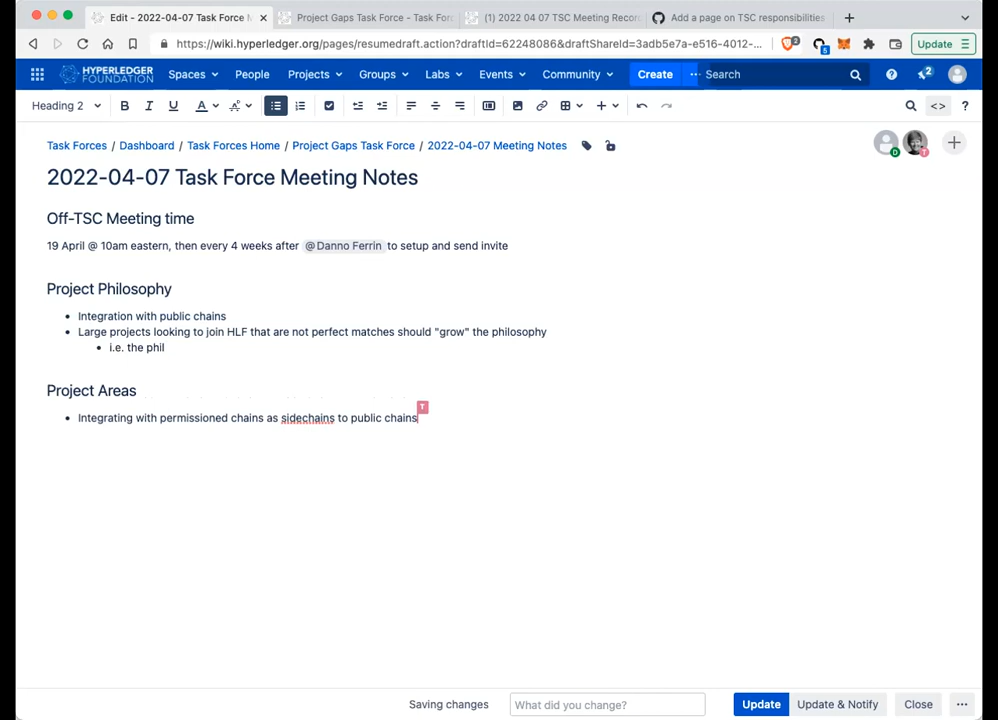 Edit - 2022-04-07 Task Force M
Project Gaps Task Force - Task For
(1) 2022 04 07 TSC Meeting Recor
Add a page on TSC responsibilities
https://wiki.hyperledger.org/pages/resumedraft.action?draftId=62248086&draftShareId=3adb5e7a-e516-4012-...
2
5
Update
HYPERLEDGER
FOUNDATION
Spaces
People
Projects
Groups
Labs
Events
Community
Create
Search
2
Heading 2
B
I
U
A
Task Forces / Dashboard / Task Forces Home / Project Gaps Task Force / 2022-04-07 Meeting Notes
D
T
2022-04-07 Task Force Meeting Notes
Off-TSC Meeting time
19 April @ 10am eastern, then every 4 weeks after @Danno Ferrin to setup and send invite
Project Philosophy
• Integration with public chains
• Large projects looking to join HLF that are not perfect matches should "grow" the philosophy
• i.e. the phil
Project Areas
T
• Integrating with permissioned chains as sidechains to public chains
Saving changes
What did you change?
Update
Update & Notify
Close